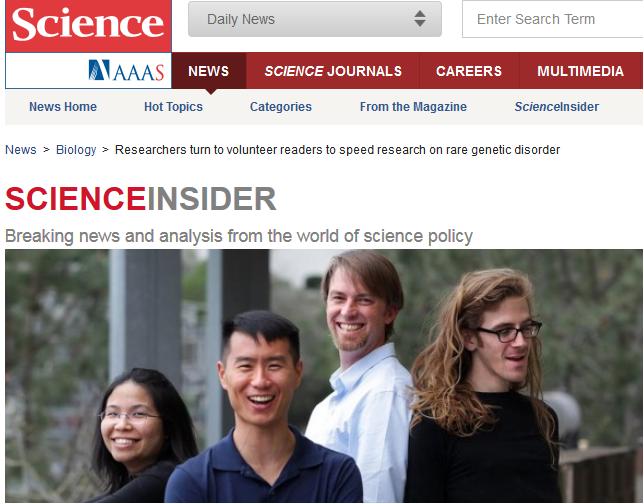 Science
Daily News
Enter Search Term
AAAS
NEWS
SCIENCE JOURNALS
CAREERS
MULTIMEDIA
News Home
Hot Topics
Categories
From the Magazine
ScienceInsider
News > Biology > Researchers turn to volunteer readers to speed research on rare genetic disorder
SCIENCEINSIDER
Breaking news and analysis from the world of science policy